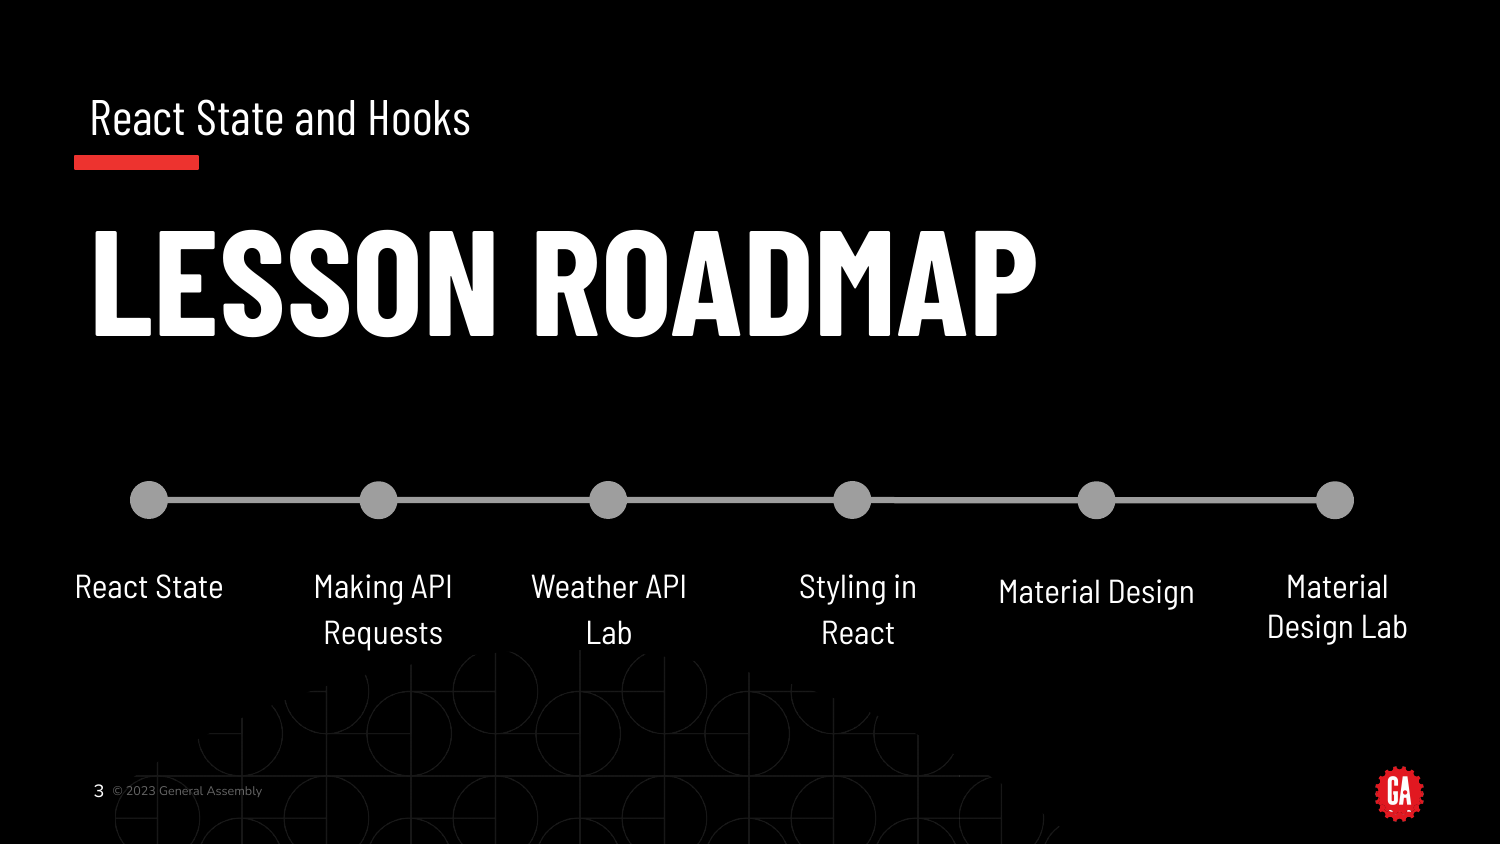 React State and Hooks
LESSON ROADMAP
React State
Making API
Requests
Weather API
Lab
Styling in
React
Material Design
Material
Design Lab
3 © 2023 General Assembly
GA